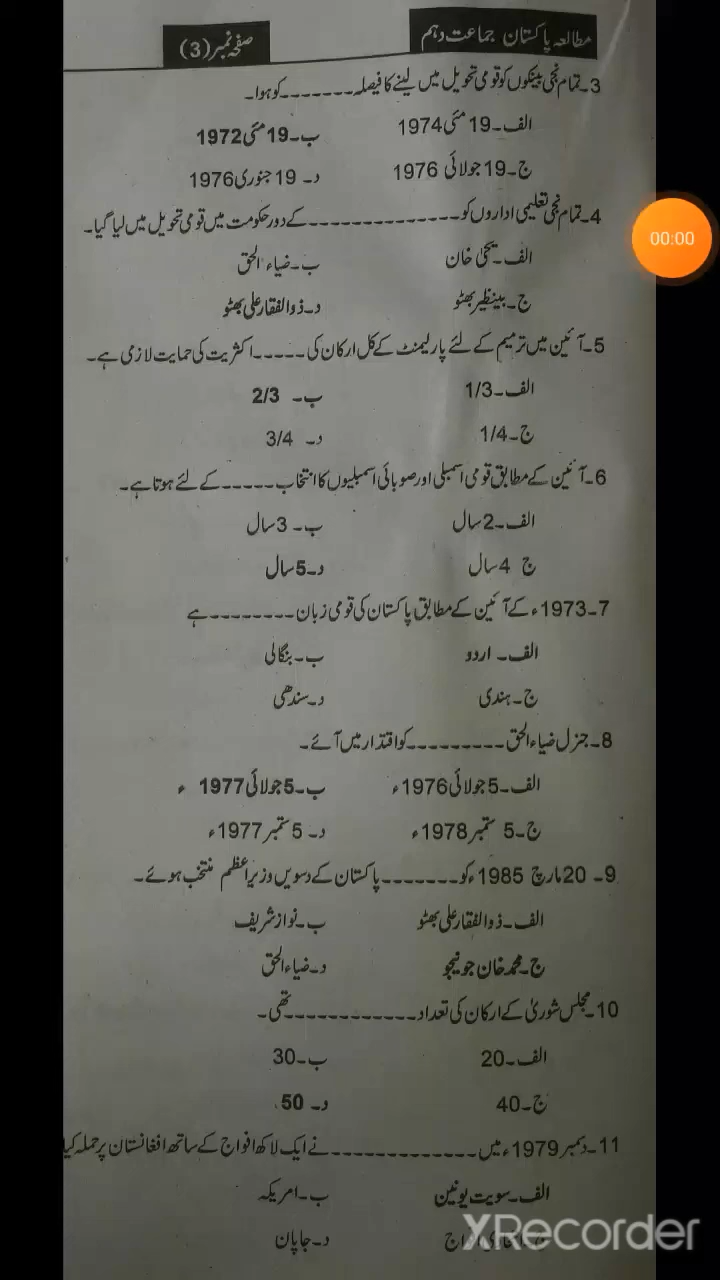 مطالعہ پاکستان جماعت دہم
صفحہ نمبر (3)
3۔ تمام نجی بینکوں کو قومی تحویل میں لینے کا فیصلہ۔۔۔۔۔۔۔کو ہوا۔
الف۔19 مئی 1974 ب۔19 مئی 1972
ج۔19 جولائی 1976 د۔ 19 جنوری 1976
4۔ تمام نجی تعلیمی اداروں کو۔۔۔۔۔۔۔۔۔۔۔۔۔۔کے دور حکومت میں قومی تحویل میں لیا گیا۔
00:00
الف۔ یحییٰ خان ب۔ ضیاء الحق
ج۔ بینظیر بھٹو د۔ ذوالفقار علی بھٹو
5۔ آئین میں ترمیم کے لئے پارلیمنٹ کے کل ارکان کی۔۔۔۔۔اکثریت کی حمایت لازمی ہے۔
الف۔1/3 ب۔ 2/3
ج۔1/4 د۔ 3/4
6۔ آئین کے مطابق قومی اسمبلی اور صوبائی اسمبلیوں کا انتخاب۔۔۔۔۔کے لئے ہوتا ہے۔
الف۔2 سال ب۔ 3 سال
ج 4 سال د۔5 سال
7۔1973ء کے آئین کے مطابق پاکستان کی قومی زبان۔۔۔۔۔۔۔۔ہے
الف۔ اردو ب۔ بنگالی
ج۔ ہندی د۔ سندھی
8۔ جنرل ضیاء الحق۔۔۔۔۔۔۔۔۔کو اقتدار میں آئے۔
الف۔5 جولائی 1976ء ب۔5 جولائی 1977 ء
ج۔5 ستمبر 1978ء د۔ 5 ستمبر 1977ء
9۔ 20 مارچ 1985ء کو۔۔۔۔۔۔۔پاکستان کے دسویں وزیراعظم منتخب ہوئے۔
الف۔ ذوالفقار علی بھٹو ب۔ نواز شریف
ج۔ محمد خان جونیجو د۔ ضیاء الحق
10۔ مجلس شوریٰ کے ارکان کی تعداد۔۔۔۔۔۔۔۔۔۔۔۔تھی۔
الف۔20 ب۔30
ج۔40 د۔ 50
11۔ دسمبر 1979ء میں۔۔۔۔۔۔۔۔۔۔۔۔۔نے ایک لاکھ افواج کے ساتھ افغانستان پر حملہ کیا
الف۔ سویت یونین ب۔ امریکہ
د۔ جاپان
XRecorder